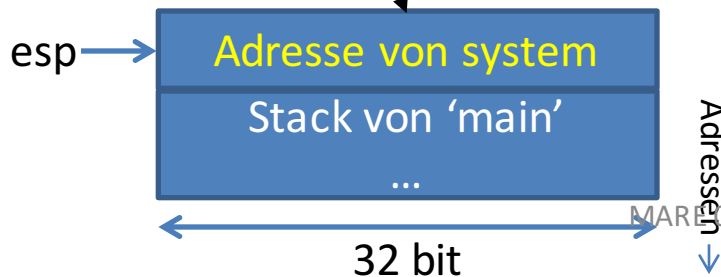 esp
Adresse von system
Stack von ‘main’
...
Adressen
32 bit